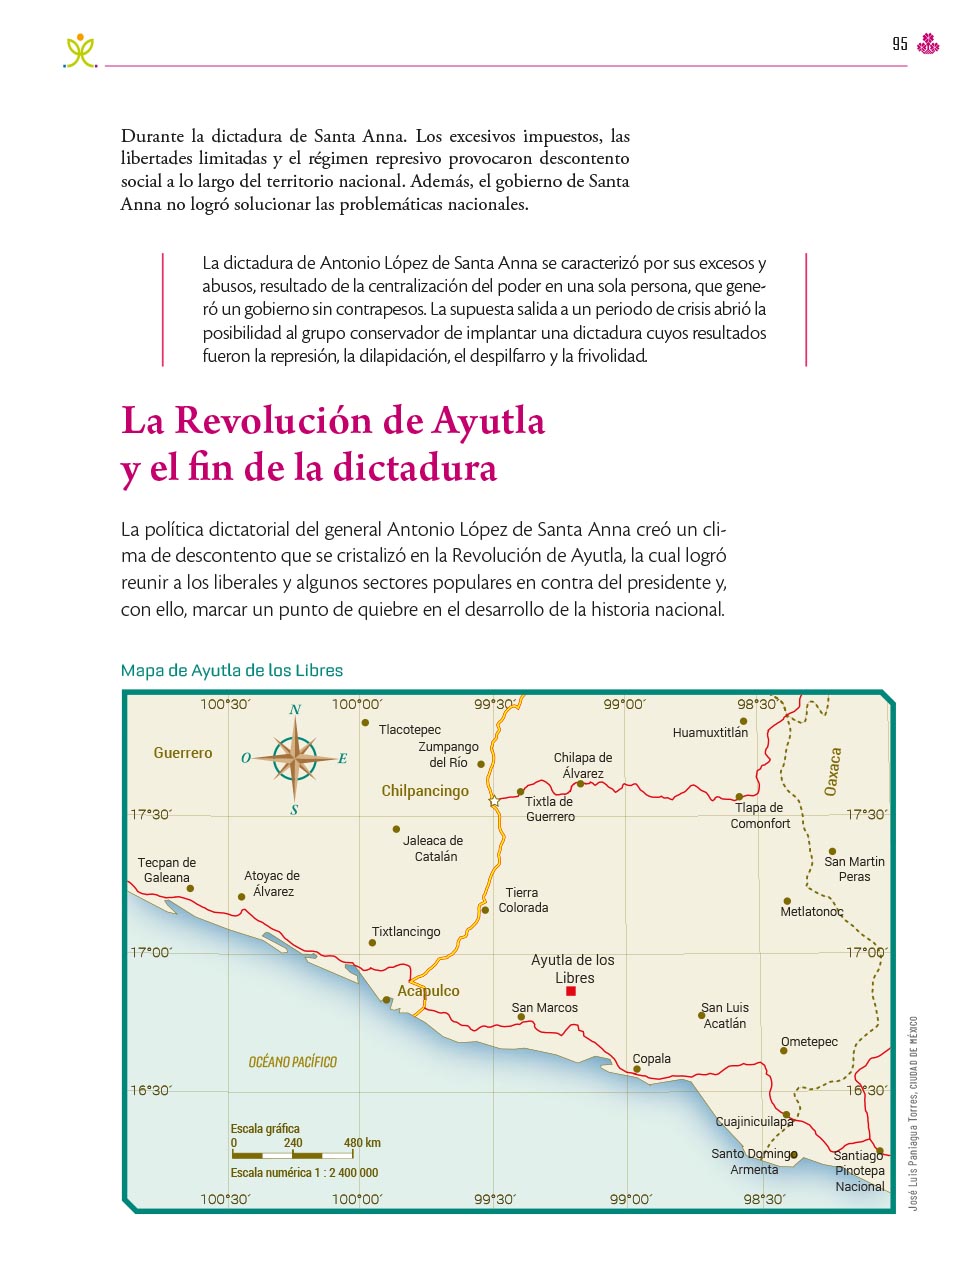 95
Durante la dictadura de Santa Anna. Los excesivos impuestos, las
libertades limitadas y el régimen represivo provocaron descontento
social a lo largo del territorio nacional. Además, el gobierno de Santa
Anna no logró solucionar las problemáticas nacionales.
La dictadura de Antonio López de Santa Anna se caracterizó por sus excesos y
abusos, resultado de la centralización del poder en una sola persona, que gene-
ró un gobierno sin contrapesos. La supuesta salida a un periodo de crisis abrió la
posibilidad al grupo conservador de implantar una dictadura cuyos resultados
fueron la represión, la dilapidación, el despilfarro y la frivolidad.
La Revolución de Ayutla
y el fin de la dictadura
La política dictatorial del general Antonio López de Santa Anna creó un cli-
ma de descontento que se cristalizó en la Revolución de Ayutla, la cual logró
reunir a los liberales y algunos sectores populares en contra del presidente y,
con ello, marcar un punto de quiebre en el desarrollo de la historia nacional.
Mapa de Ayutla de los Libres
100°30′ 100°00′ 99°30′ 99°00′ 98°30′
N
O E
S
Guerrero
Tlacotepec
Zumpango
del Río
Chilpancingo
Chilapa de
Álvarez
Huamuxtitlán
Oaxaca
Tixtla de
Guerrero
Tlapa de
Comonfort
17°30′ 17°30′
Jaleaca de
Catalán
San Martin
Peras
Tecpan de
Galeana
Atoyac de
Álvarez
Tierra
Colorada
Metlatonoc
Tixtlancingo
17°00′ 17°00′
Ayutla de los
Libres
Acapulco
San Marcos
San Luis
Acatlán
Ometepec
OCÉANO PACÍFICO
Copala
16°30′ 16°30′
Cuajinicuilapa
Santo Domingo
Armenta
Santiago
Pinotepa
Nacional
Escala gráfica
0 240 480 km
Escala numérica 1 : 2 400 000
100°30′ 100°00′ 99°30′ 99°00′ 98°30′
José Luis Paniagua Torres, CIUDAD DE MÉXICO